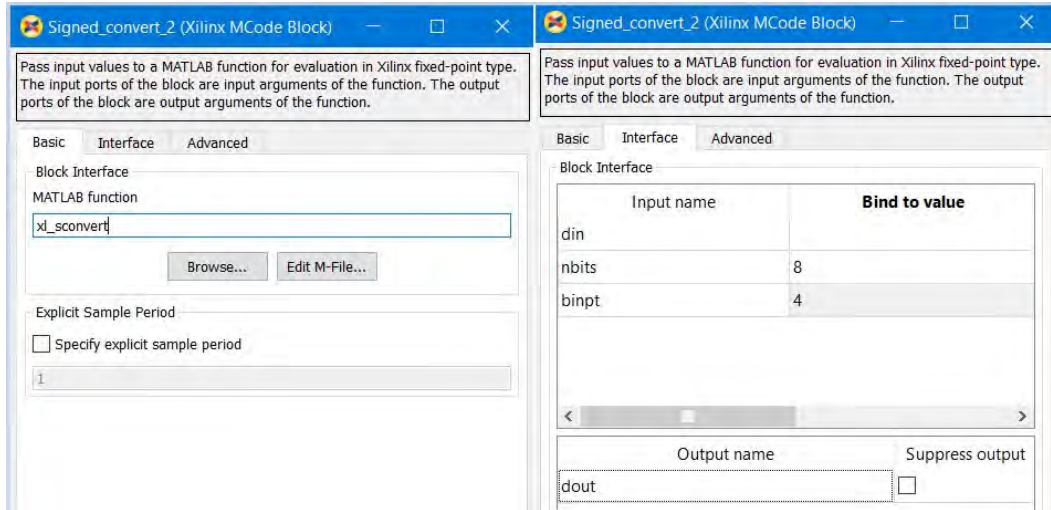 Signed_convert_2 (Xilinx MCode Block)
Pass input values to a MATLAB function for evaluation in Xilinx fixed-point type.
The input ports of the block are input arguments of the function. The output
ports of the block are output arguments of the function.
Basic Interface Advanced
Block Interface
MATLAB function
xl_sconvert
Browse... Edit M-File...
Explicit Sample Period
Specify explicit sample period
1
Signed_convert_2 (Xilinx MCode Block)
Pass input values to a MATLAB function for evaluation in Xilinx fixed-point type.
The input ports of the block are input arguments of the function. The output
ports of the block are output arguments of the function.
Basic Interface Advanced
Block Interface
Input name Bind to value
din
nbits 8
binpt 4
Output name Suppress output
dout